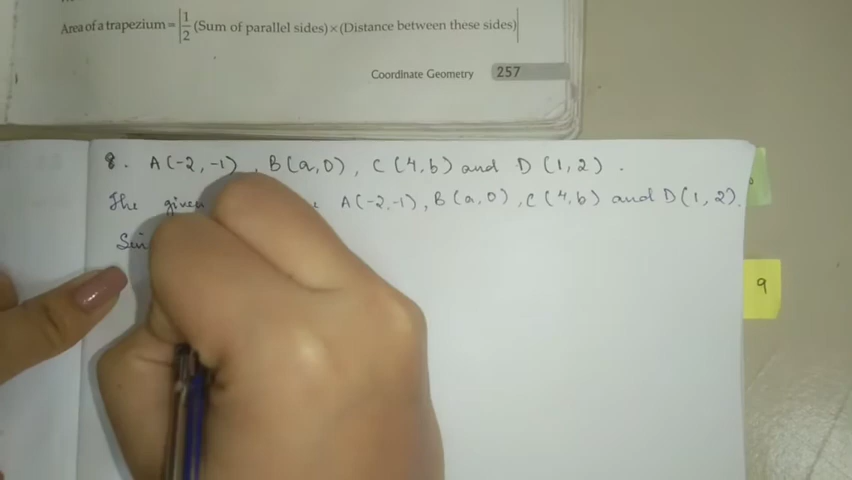 Area of a trapezium = |1/2 (Sum of parallel sides) × (Distance between these sides)|
Coordinate Geometry 257
8. A(-2,-1), B(a,0), C(4,b) and D(1,2).
The given A(-2,-1), B(a,0), C(4,b) and D(1,2).
9